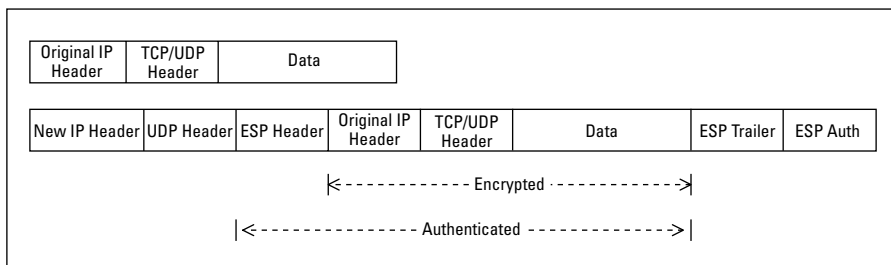 Original IP
Header
TCP/UDP
Header
Data
New IP Header
UDP Header
ESP Header
Original IP
Header
TCP/UDP
Header
Data
ESP Trailer
ESP Auth
Encrypted
Authenticated